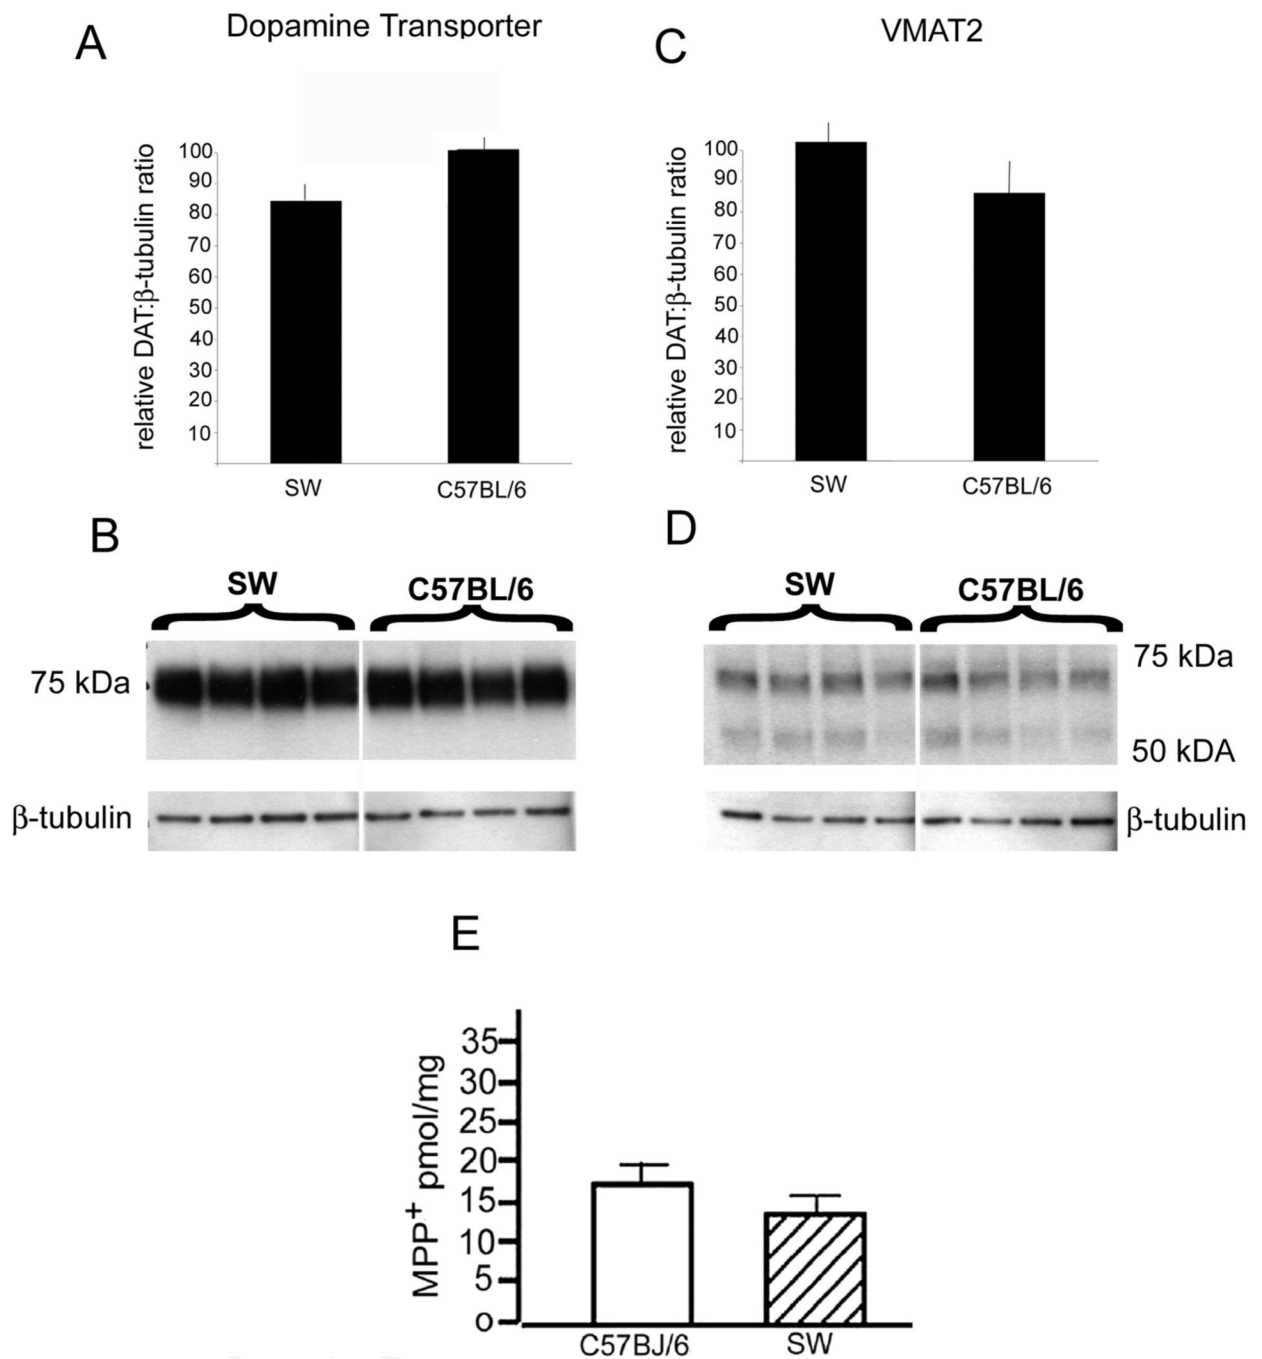 A
Dopamine Transporter
relative DAT:β-tubulin ratio
100
90
80
70
60
50
40
30
20
10
SW
C57BL/6
C
VMAT2
relative DAT:β-tubulin ratio
100
90
80
70
60
50
40
30
20
10
SW
C57BL/6
B
SW
C57BL/6
75 kDa
β-tubulin
D
SW
C57BL/6
75 kDa
50 kDA
β-tubulin
E
MPP+ pmol/mg
35
30
25
20
15
10
5
0
C57BJ/6
SW